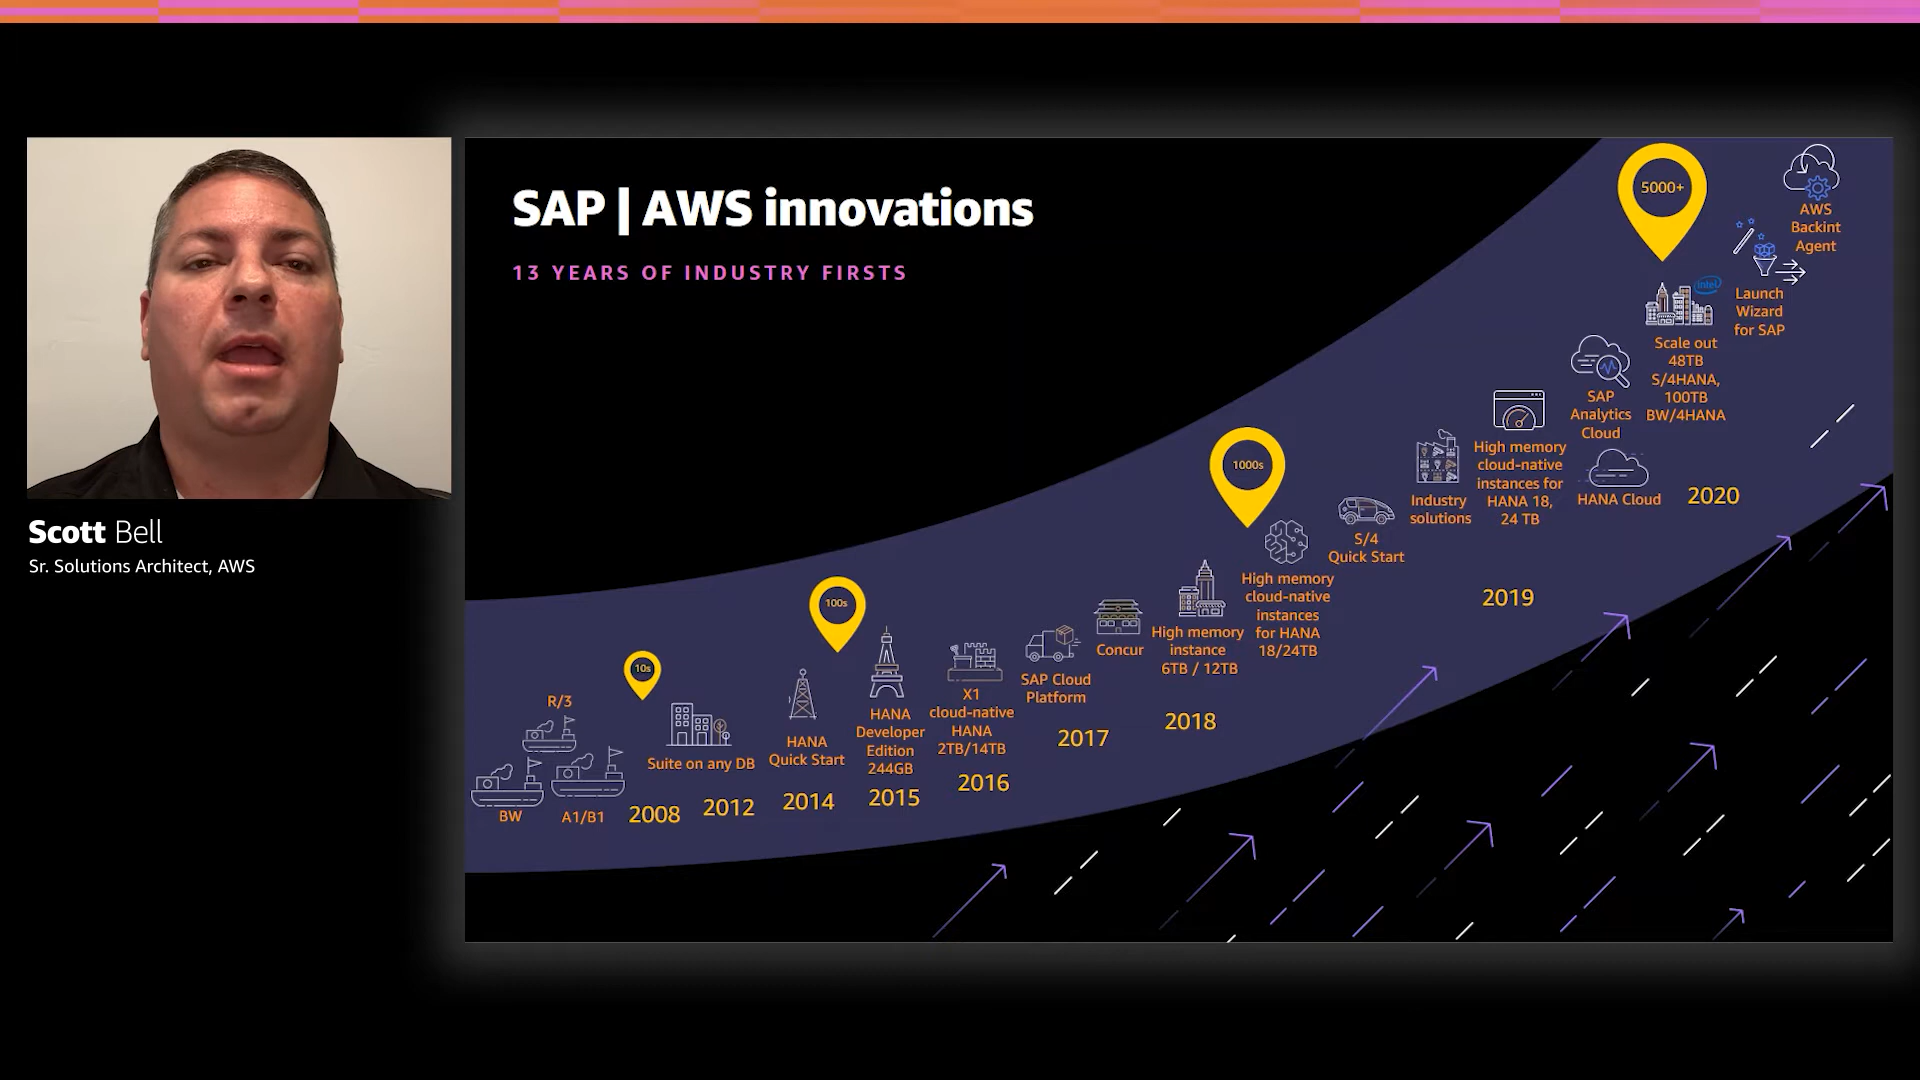 SAP | AWS innovations
13 YEARS OF INDUSTRY FIRSTS
Scott Bell
Sr. Solutions Architect, AWS
R/3
BW
A1/B1
10s
2008
Suite on any DB
2012
HANA
Quick Start
2014
100s
HANA
Developer
Edition
244GB
2015
X1
cloud-native
HANA
2TB/14TB
2016
SAP Cloud
Platform
2017
Concur
High memory
instance
6TB / 12TB
2018
1000s
High memory
cloud-native
instances
for HANA
18/24TB
S/4
Quick Start
Industry
solutions
2019
High memory
cloud-native
instances for
HANA 18,
24 TB
SAP
Analytics
Cloud
HANA Cloud
2020
5000+
intel
Scale out
48TB
S/4HANA,
100TB
BW/4HANA
Launch
Wizard
for SAP
AWS
Backint
Agent